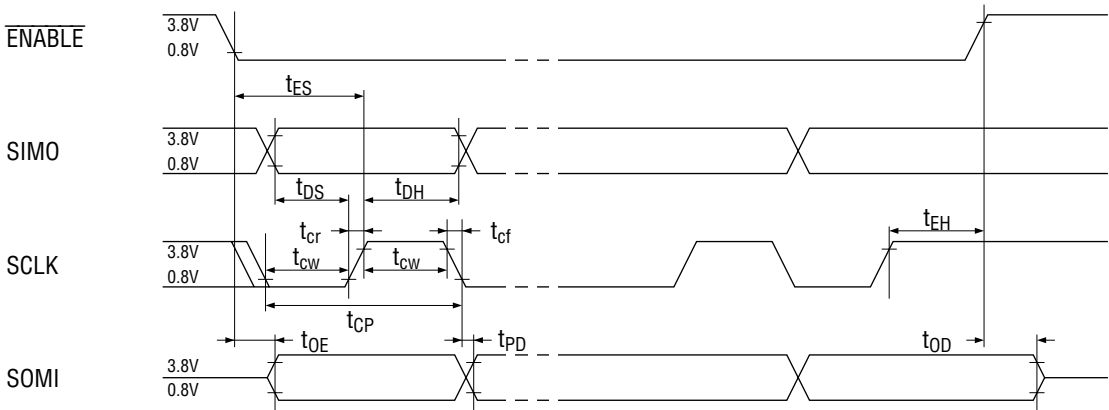 ENABLE
3.8V
0.8V
tES
SIMO
3.8V
0.8V
tDS
tDH
tcr
tcf
tEH
SCLK
3.8V
0.8V
tcw
tcw
tCP
tOE
tPD
tOD
SOMI
3.8V
0.8V